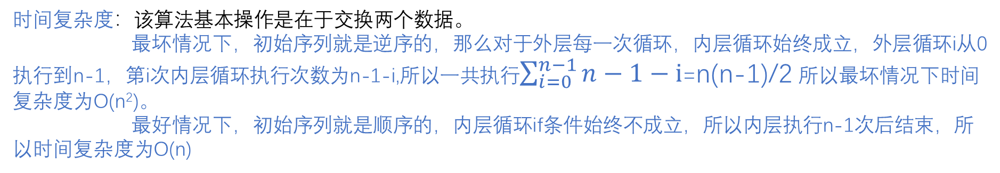 时间复杂度：该算法基本操作是在于交换两个数据。
最坏情况下，初始序列就是逆序的，那么对于外层每一次循环，内层循环始终成立，外层循环i从0
执行到n-1，第i次内层循环执行次数为n-1-i,所以一共执行∑_{i=0}^{n-1} n − 1 − i=n(n-1)/2 所以最坏情况下时间
复杂度为O(n²)。
最好情况下，初始序列就是顺序的，内层循环if条件始终不成立，所以内层执行n-1次后结束，所
以时间复杂度为O(n)